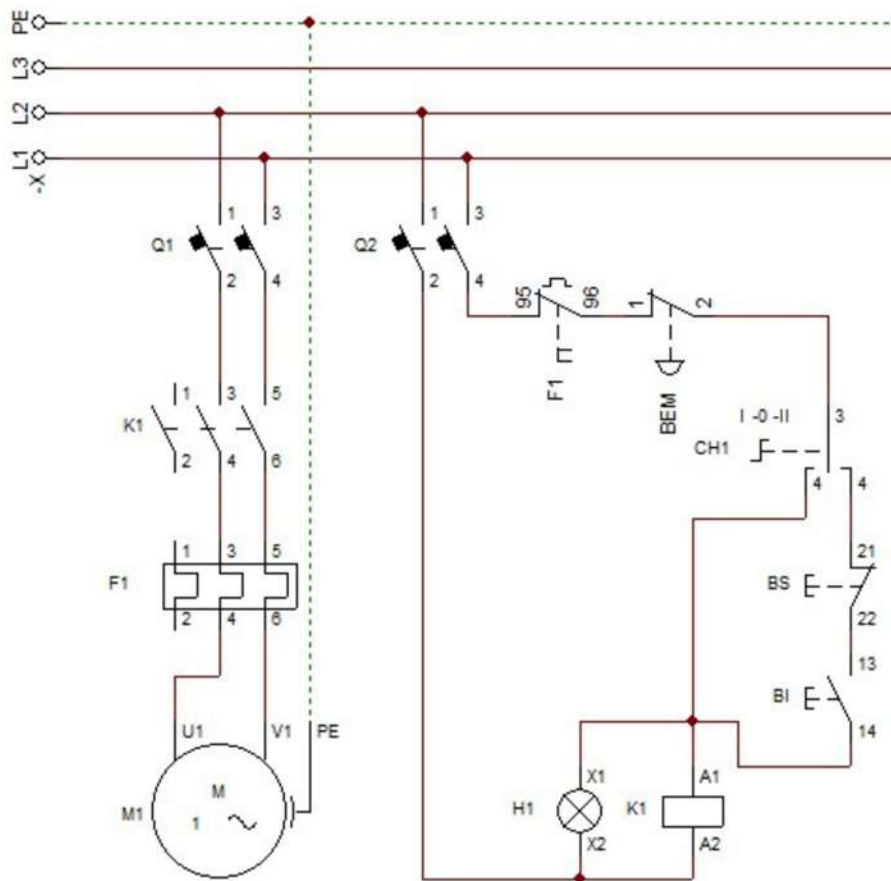 PE
L3
L2
L1
-X
1 3
Q1
2 4
1 3
Q2
2 4
95 96
F1
1 2
BEM
I -0 -II 3
CH1
4 4
1 3 5
K1
2 4 6
21
BS
22
1 3 5
F1
2 4 6
13
BI
14
U1 V1 PE
M
M1
1
X1
H1
X2
A1
K1
A2